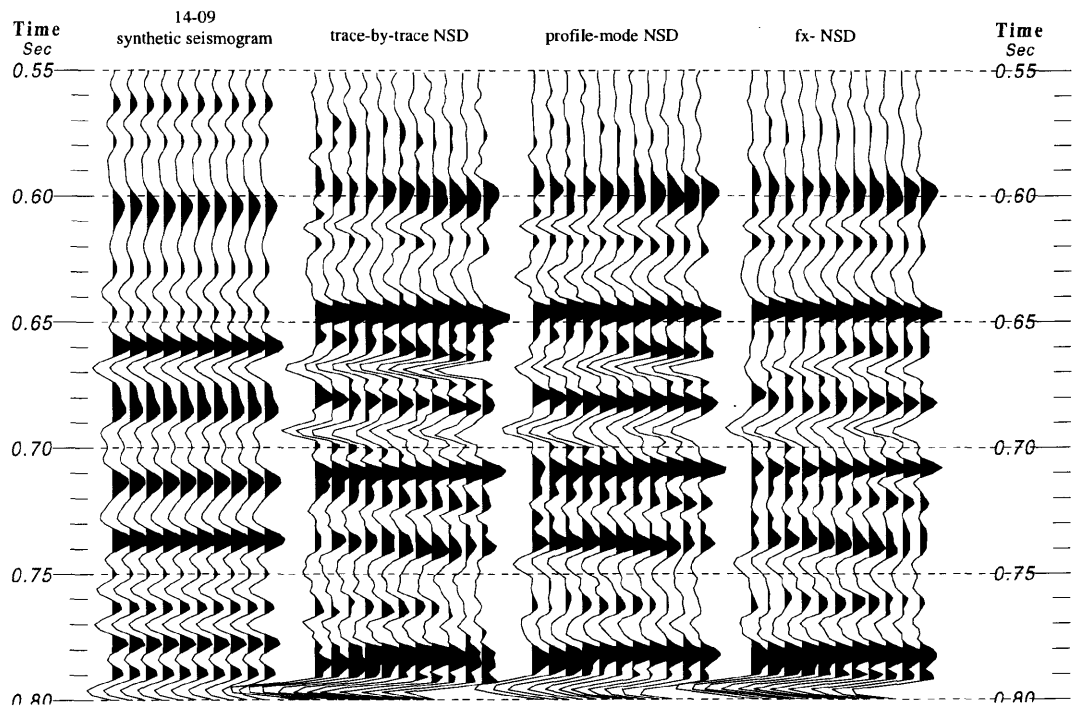 14-09
Time
synthetic seismogram
trace-by-trace NSD
profile-mode NSD
fx- NSD
Time
Sec
Sec
0.55
0.55
0.60
0.60
0.65
0.65
0.70
0.70
0.75
0.75
0.80
0.80